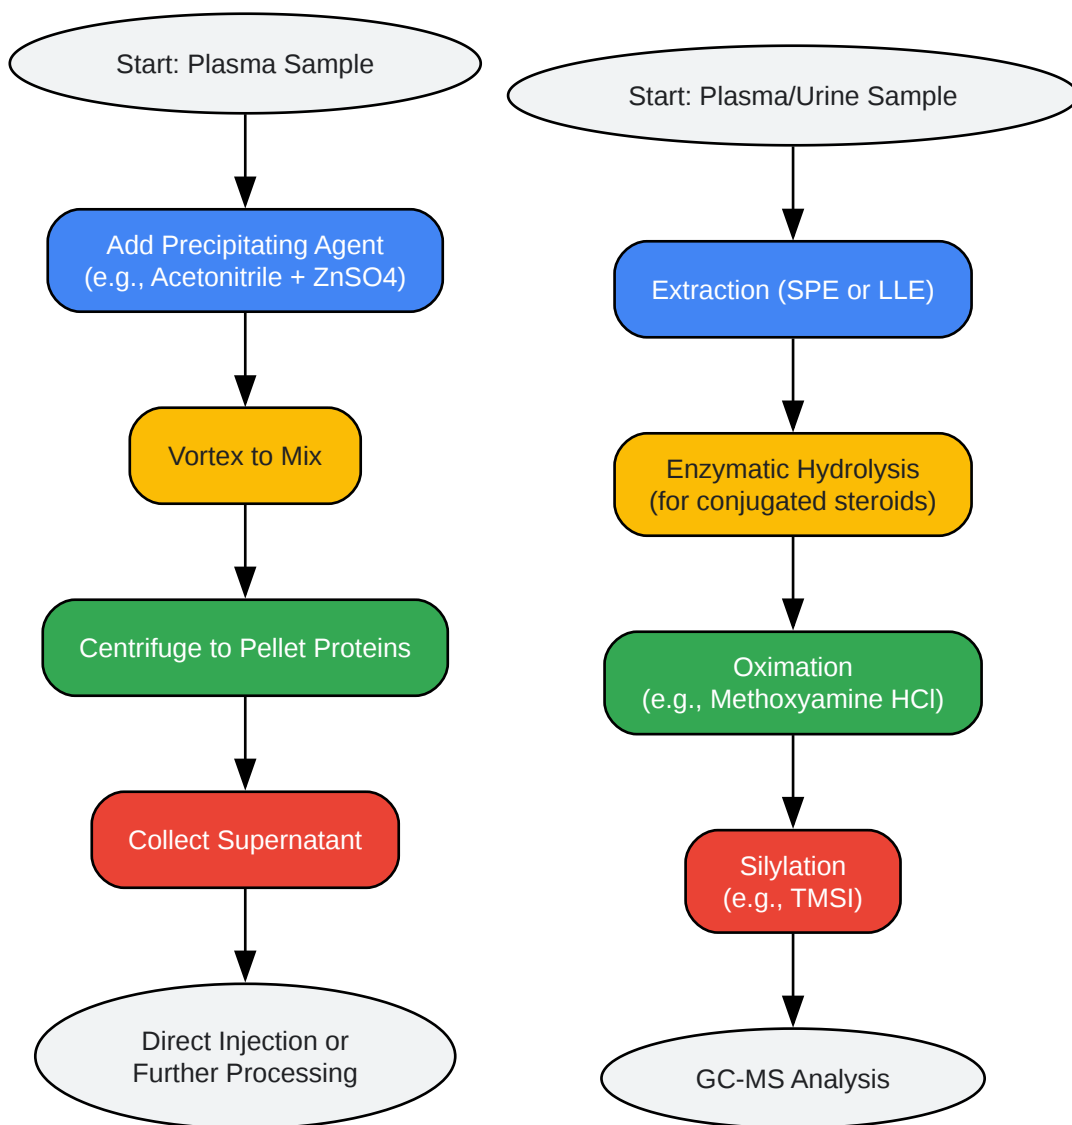 Start: Plasma Sample
Add Precipitating Agent
(e.g., Acetonitrile + ZnSO4)
Vortex to Mix
Centrifuge to Pellet Proteins
Collect Supernatant
Direct Injection or
Further Processing
Start: Plasma/Urine Sample
Extraction (SPE or LLE)
Enzymatic Hydrolysis
(for conjugated steroids)
Oximation
(e.g., Methoxyamine HCl)
Silylation
(e.g., TMSI)
GC-MS Analysis